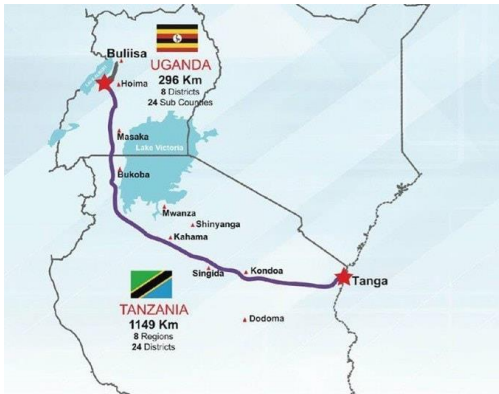 Buliisa
UGANDA
296 Km
8 Districts
24 Sub Counties
Hoima
Masaka
Lake Victoria
Bukoba
Mwanza
Shinyanga
Kahama
Singida
Kondoa
Tanga
TANZANIA
1149 Km
8 Regions
24 Districts
Dodoma